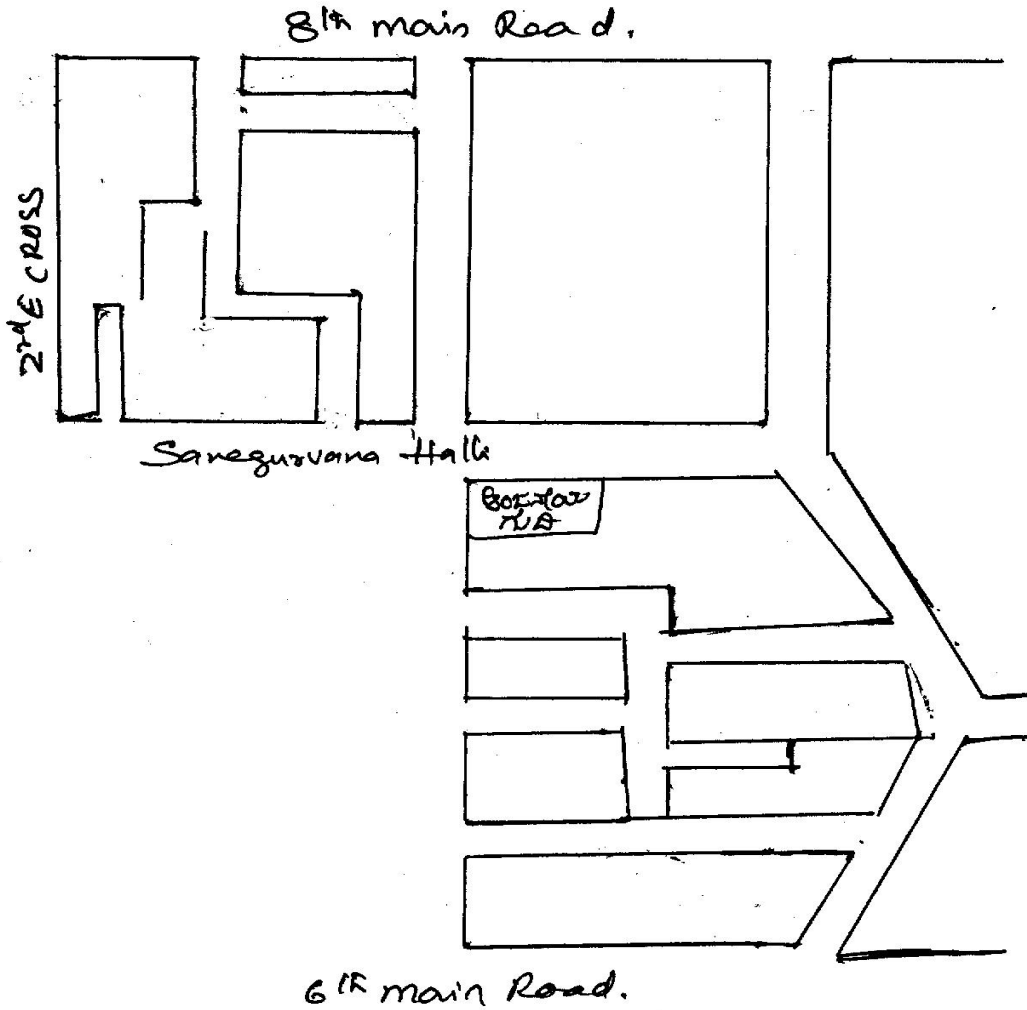 8th main Road.
2nd E CROSS
Sanegurvana Halli
ಗುಡಿ
6th main Road.